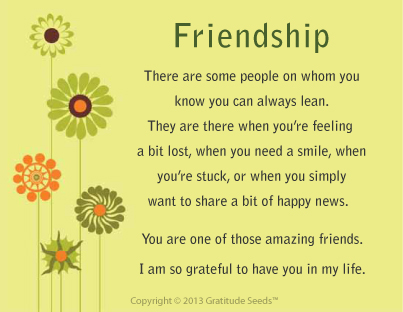 Friendship
There are some people on whom you
know you can always lean.
They are there when you're feeling
a bit lost, when you need a smile, when
you're stuck, or when you simply
want to share a bit of happy news.
You are one of those amazing friends.
I am so grateful to have you in my life.
Copyright © 2013 Gratitude Seeds™